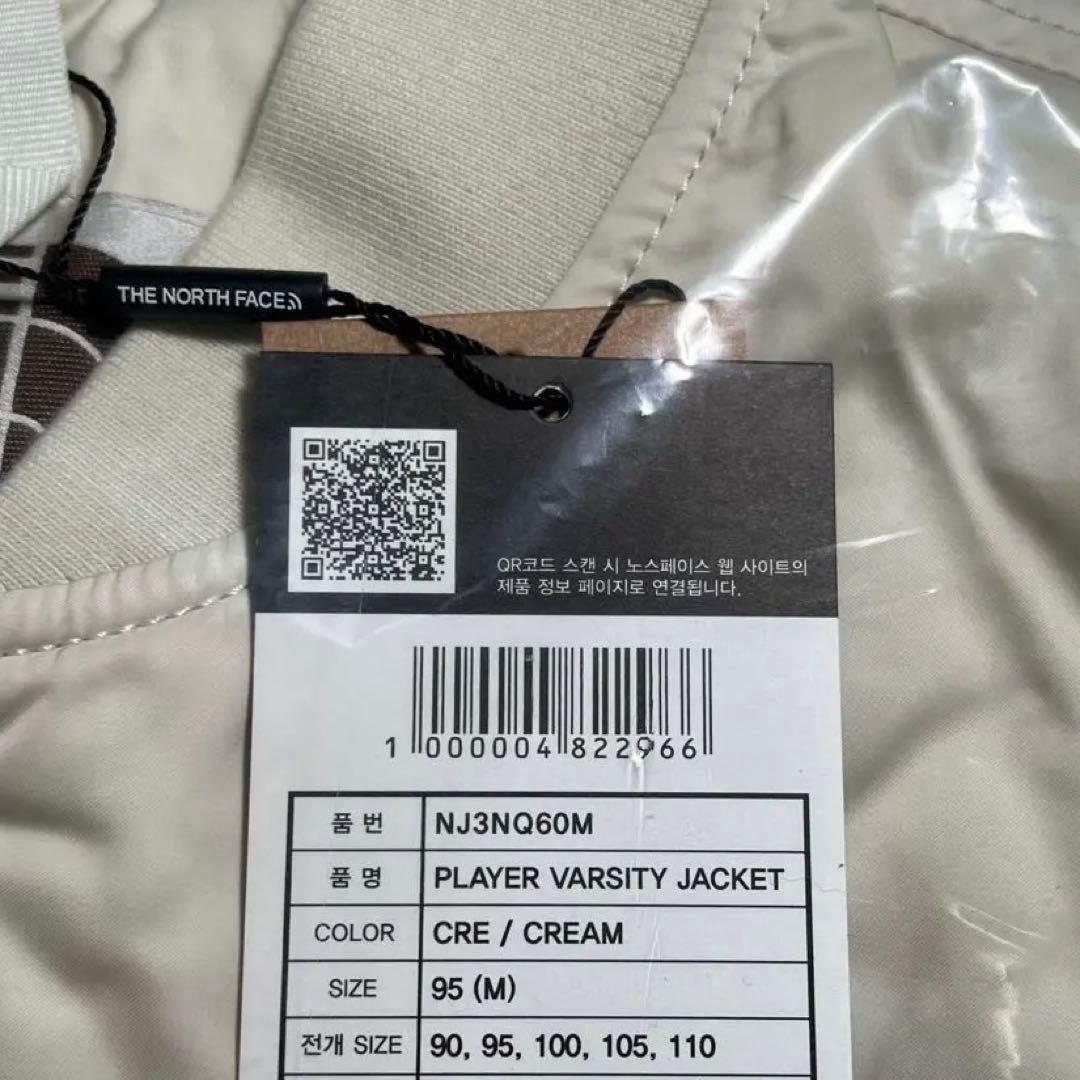 THE NORTH FACE
QR코드 스캔 시 노스페이스 웹 사이트의
제품 정보 페이지로 연결됩니다.
1 000004 822966
품 번 NJ3NQ60M
품 명 PLAYER VARSITY JACKET
COLOR CRE / CREAM
SIZE 95 (M)
전개 SIZE 90, 95, 100, 105, 110